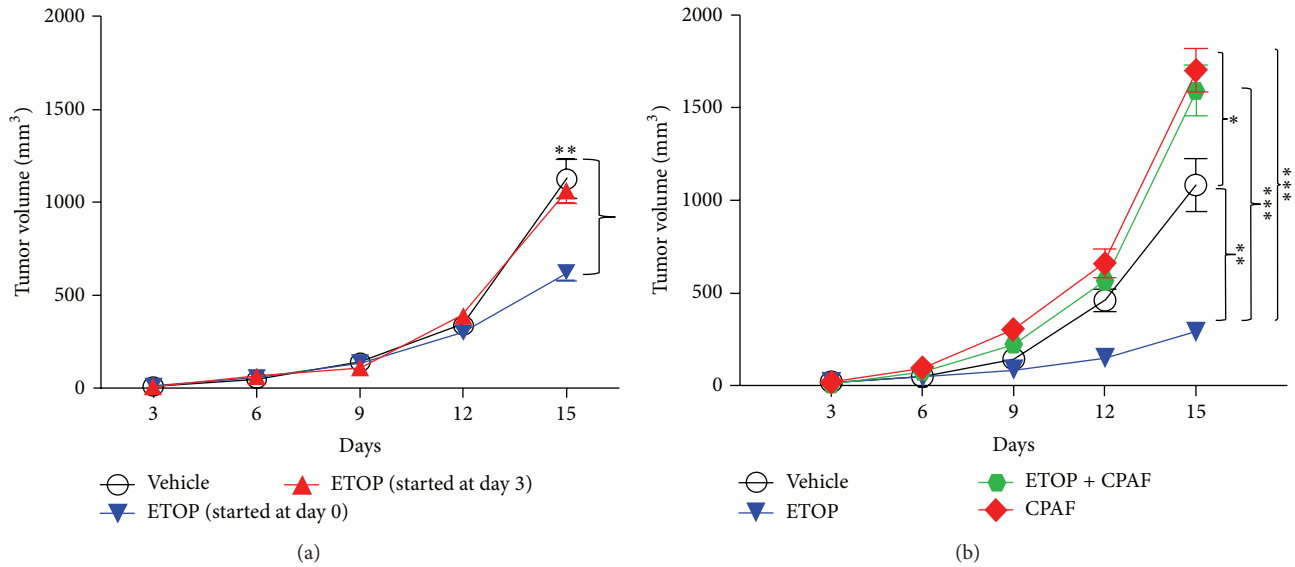 2000
1500
1000
500
0
Tumor volume (mm³)
**
3 6 9 12 15
Days
Vehicle
ETOP (started at day 3)
ETOP (started at day 0)
(a)
2000
1500
1000
500
0
Tumor volume (mm³)
*
**
***
***
3 6 9 12 15
Days
Vehicle
ETOP + CPAF
ETOP
CPAF
(b)